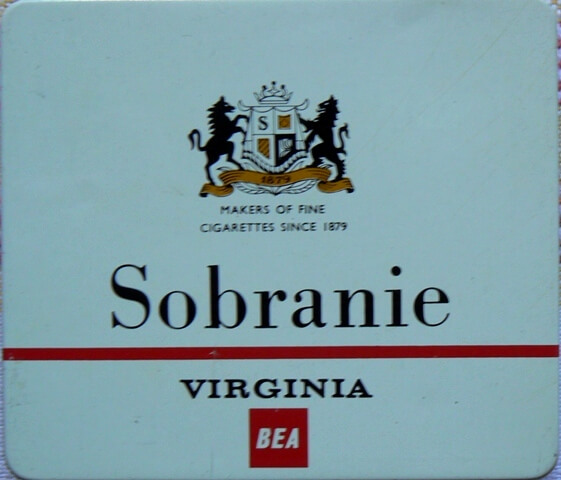 S
1879
MAKERS OF FINE
CIGARETTES SINCE 1879
Sobranie
VIRGINIA
BEA